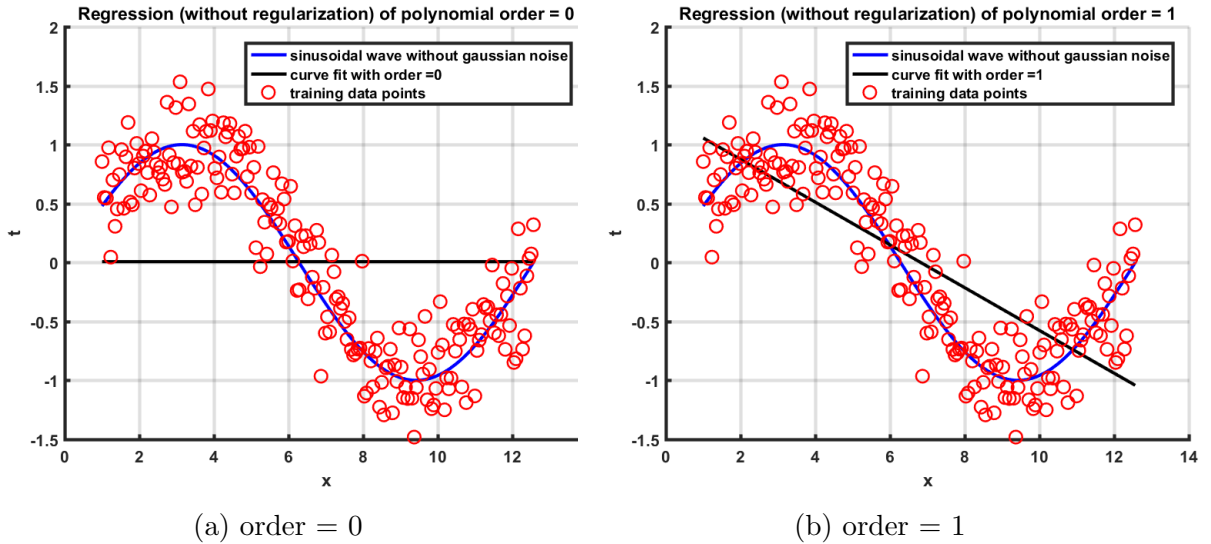 Regression (without regularization) of polynomial order = 0
2
1.5
1
0.5
0
-0.5
-1
-1.5
t
sinusoidal wave without gaussian noise
curve fit with order =0
training data points
0 2 4 6 8 10 12
x
(a) order = 0
Regression (without regularization) of polynomial order = 1
2
1.5
1
0.5
0
-0.5
-1
-1.5
t
sinusoidal wave without gaussian noise
curve fit with order =1
training data points
0 2 4 6 8 10 12 14
x
(b) order = 1